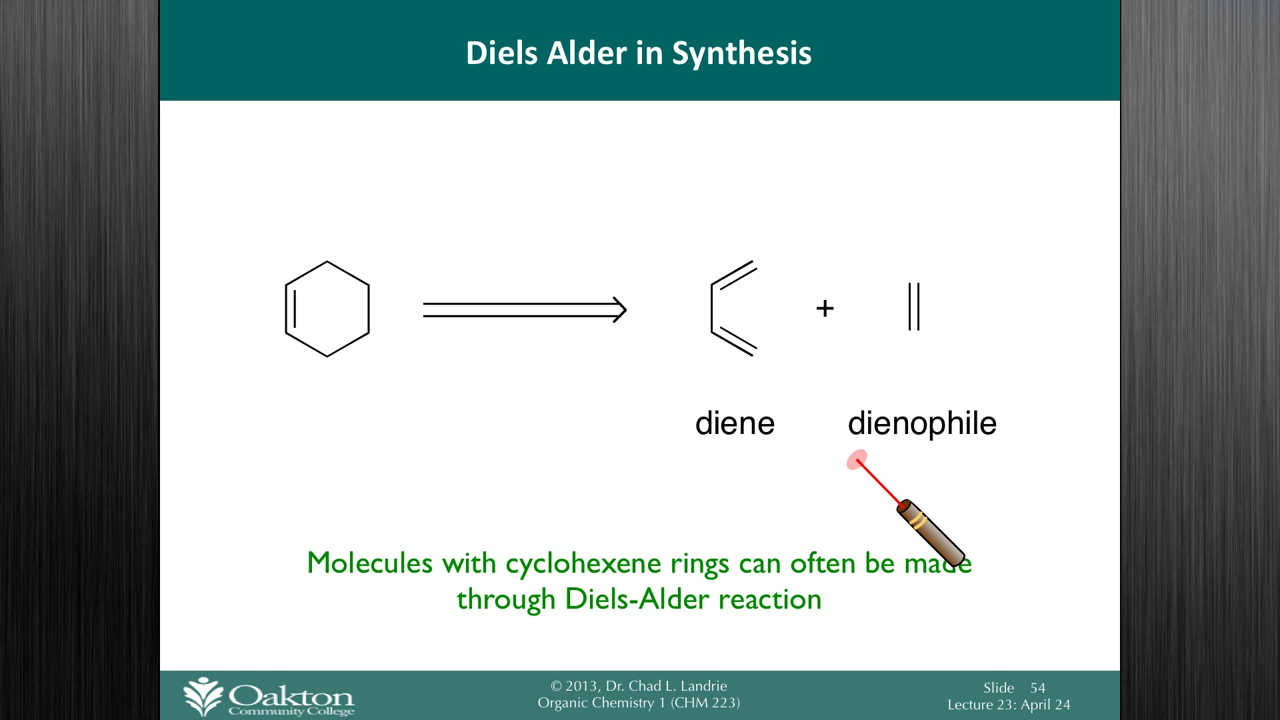 Diels Alder in Synthesis
+
diene
dienophile
Molecules with cyclohexene rings can often be made
through Diels-Alder reaction
Oakton
Community College
© 2013, Dr. Chad L. Landrie
Organic Chemistry 1 (CHM 223)
Slide 54
Lecture 23: April 24